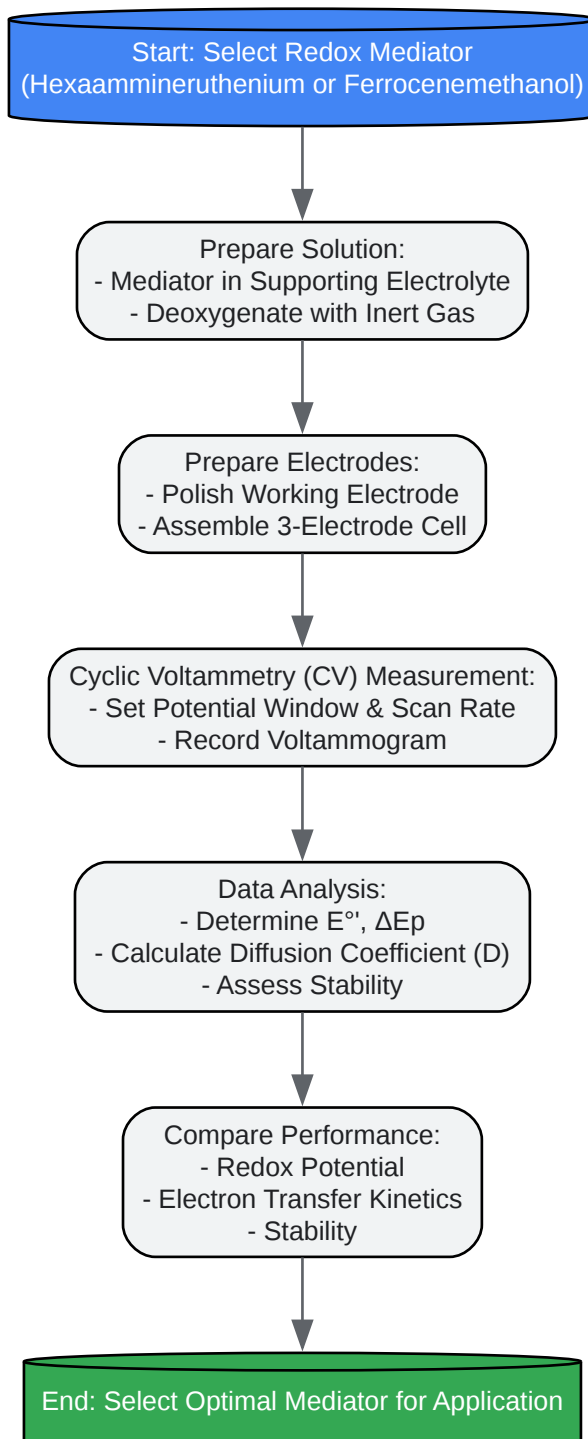 Start: Select Redox Mediator
(Hexaammineruthenium or Ferrocenemethanol)
Prepare Solution:
- Mediator in Supporting Electrolyte
- Deoxygenate with Inert Gas
Prepare Electrodes:
- Polish Working Electrode
- Assemble 3-Electrode Cell
Cyclic Voltammetry (CV) Measurement:
- Set Potential Window & Scan Rate
- Record Voltammogram
Data Analysis:
- Determine E°', ΔEp
- Calculate Diffusion Coefficient (D)
- Assess Stability
Compare Performance:
- Redox Potential
- Electron Transfer Kinetics
- Stability
End: Select Optimal Mediator for Application